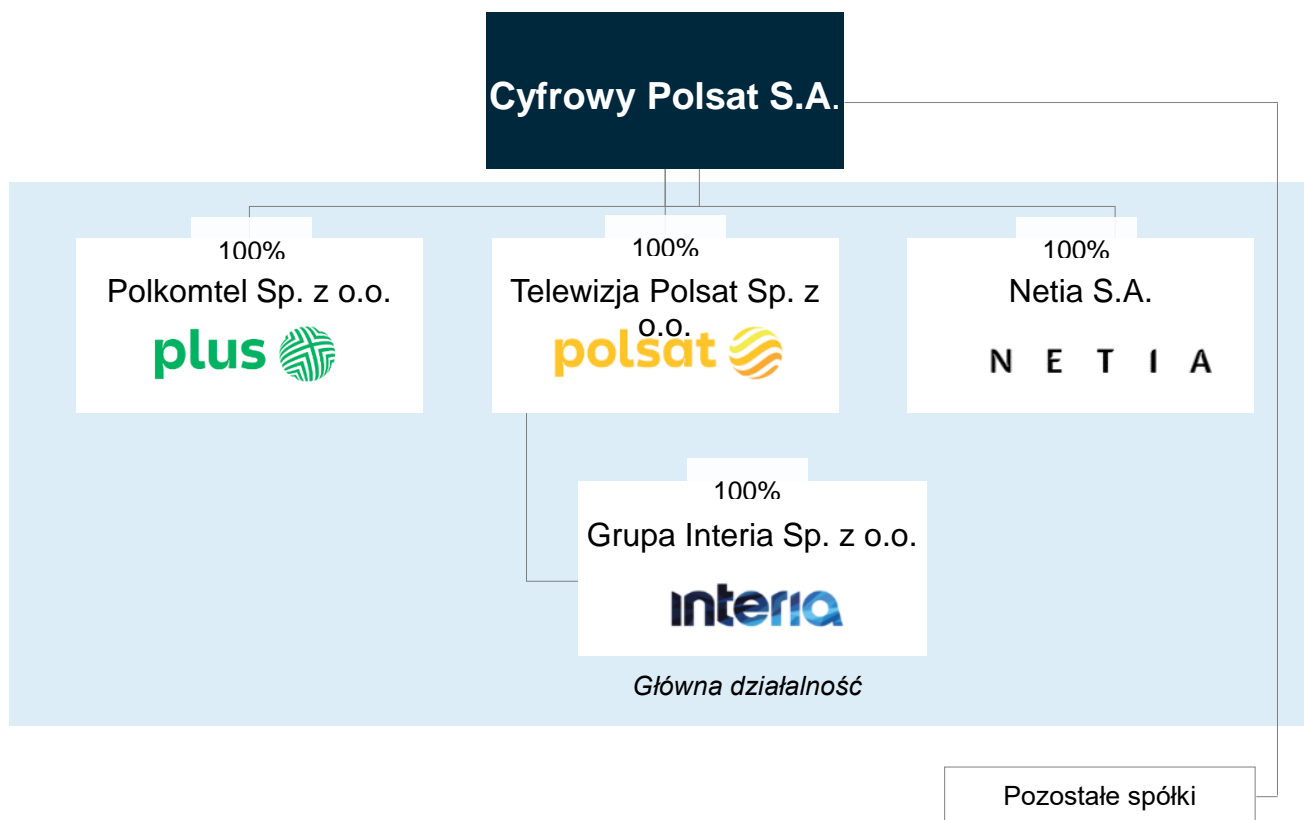 Cyfrowy Polsat S.A.
100%
Polkomtel Sp. z o.o.
plus
100%
Telewizja Polsat Sp. z
o.o.
polsat
100%
Netia S.A.
NETIA
100%
Grupa Interia Sp. z o.o.
interia
Główna działalność
Pozostałe spółki